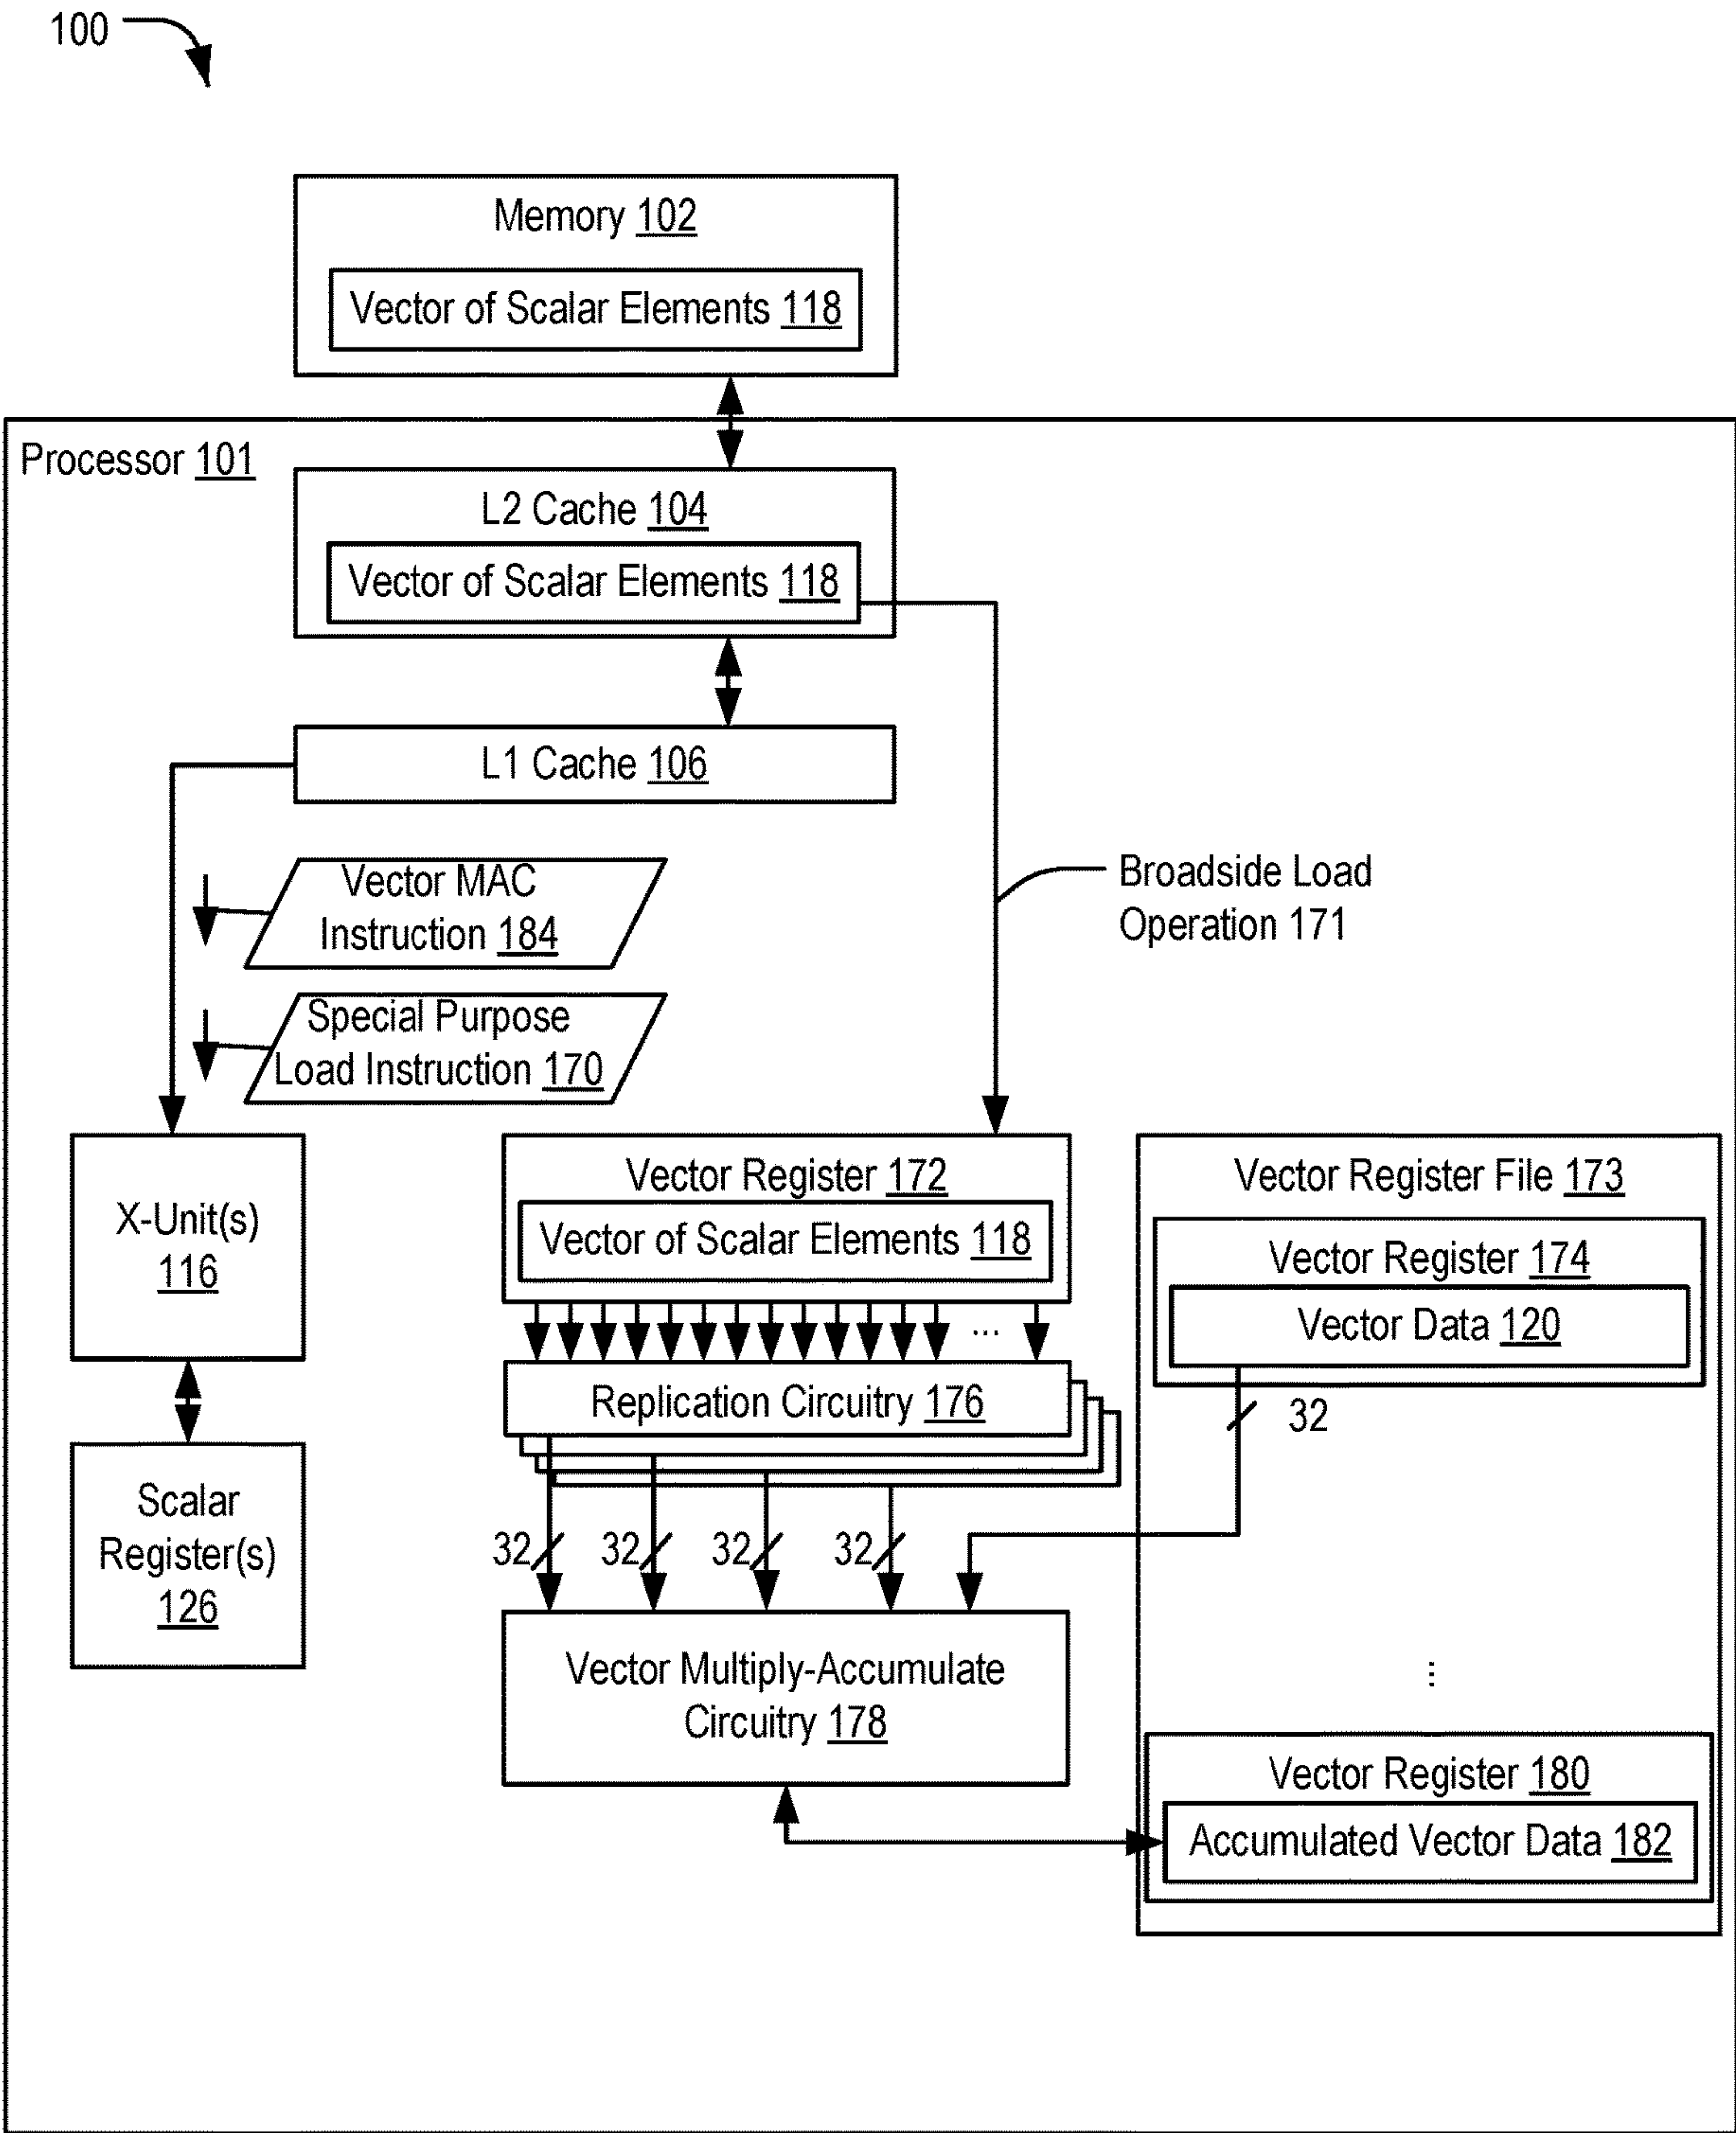 100
Memory 102
Vector of Scalar Elements 118
Processor 101
L2 Cache 104
Vector of Scalar Elements 118
L1 Cache 106
Vector MAC
Instruction 184
Broadside Load
Operation 171
Special Purpose
Load Instruction 170
X-Unit(s)
116
Vector Register 172
Vector of Scalar Elements 118
Vector Register File 173
Vector Register 174
Vector Data 120
...
Replication Circuitry 176
32
Scalar
Register(s)
126
32 32 32 32
Vector Multiply-Accumulate
Circuitry 178
...
Vector Register 180
Accumulated Vector Data 182